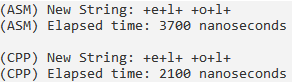 (ASM) New String: +e+l+ +o+l+
(ASM) Elapsed time: 3700 nanoseconds
(CPP) New String: +e+l+ +o+l+
(CPP) Elapsed time: 2100 nanoseconds